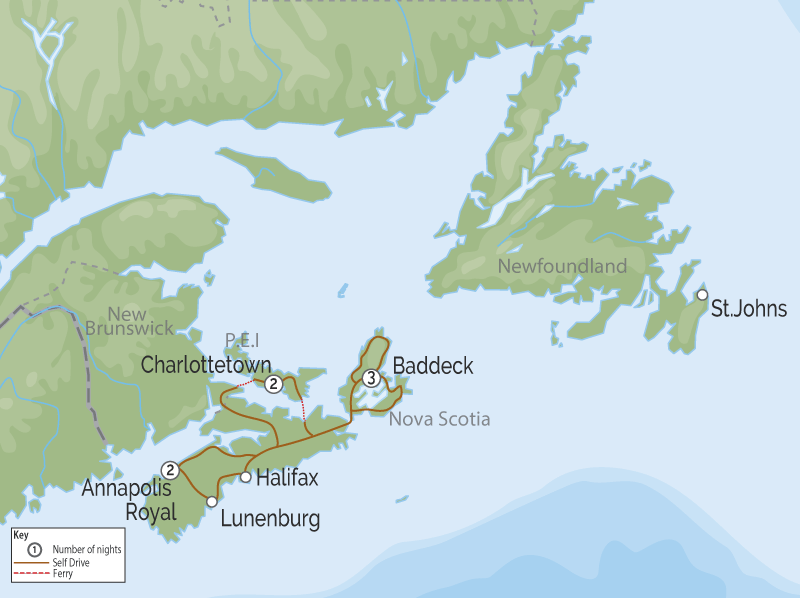 Newfoundland
St.Johns
New
Brunswick
P.E.I
Charlottetown
2
3
Baddeck
Nova Scotia
2
Annapolis
Royal
Halifax
Lunenburg
Key
1 Number of nights
Self Drive
Ferry